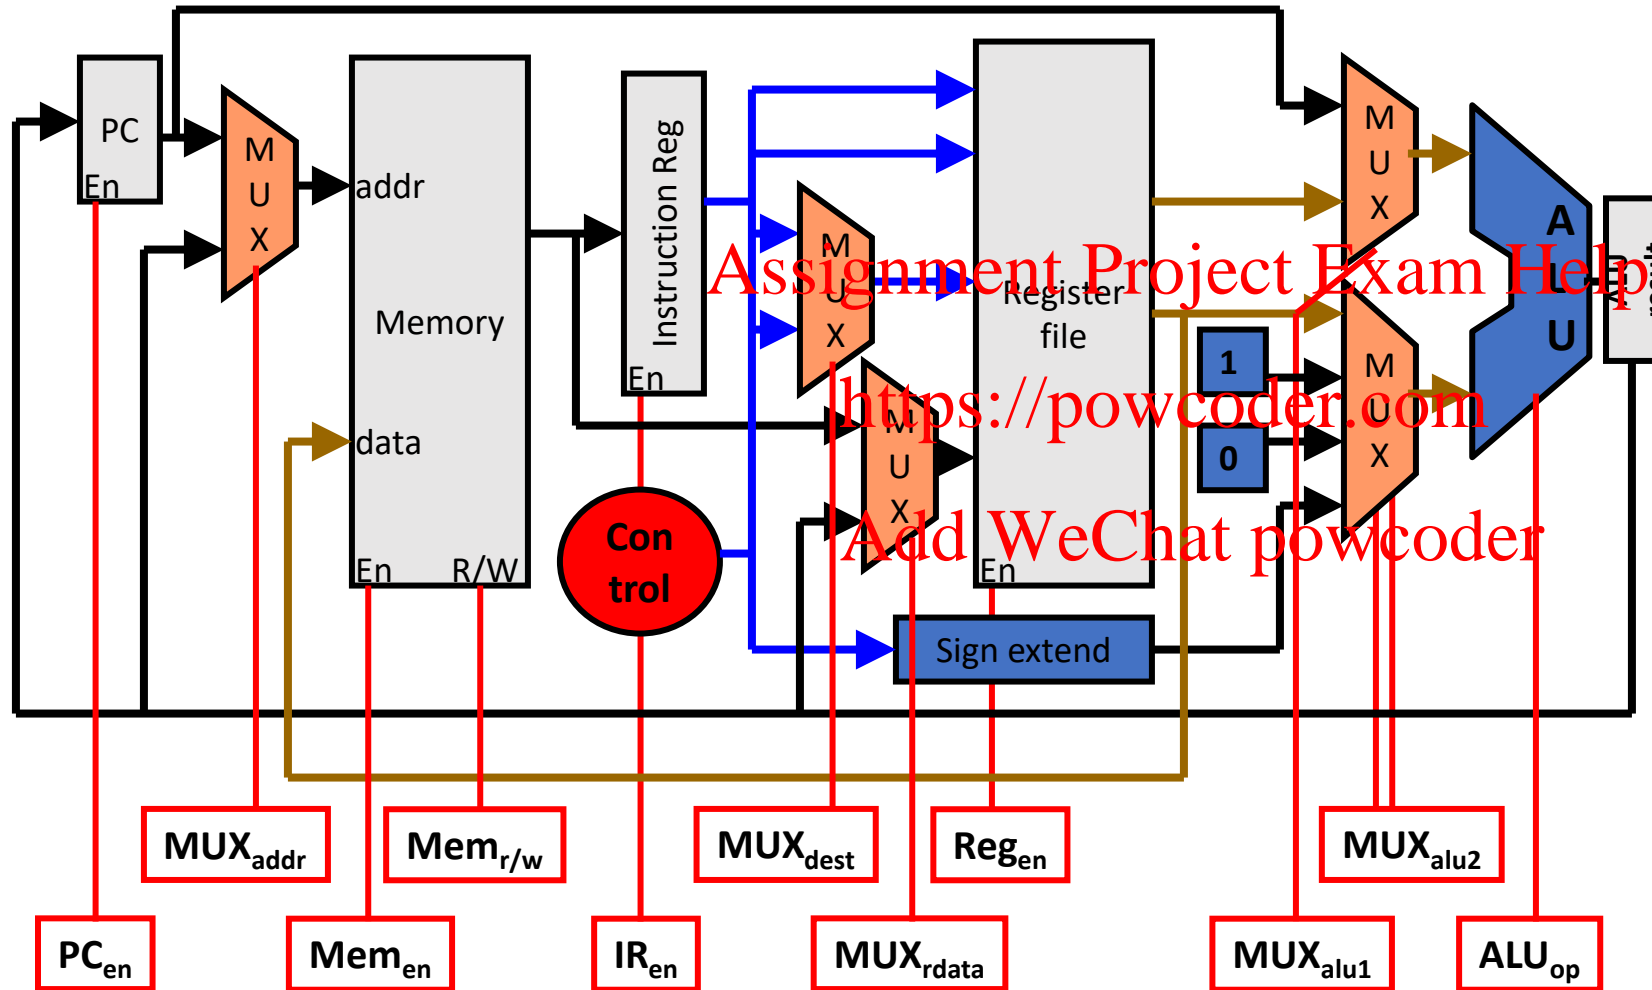 PC
En
M
U
X
addr
Memory
data
En
R/W
Instruction Reg
En
Con
trol
M
U
X
M
U
X
Register
file
En
Sign extend
1
0
M
U
X
M
U
X
A
L
U
ALU
Assignment Project Exam Help
https://powcoder.com
Add WeChat powcoder
MUXaddr
Memr/w
MUXdest
Regen
MUXalu2
PCen
Memen
IRen
MUXrdata
MUXalu1
ALUop